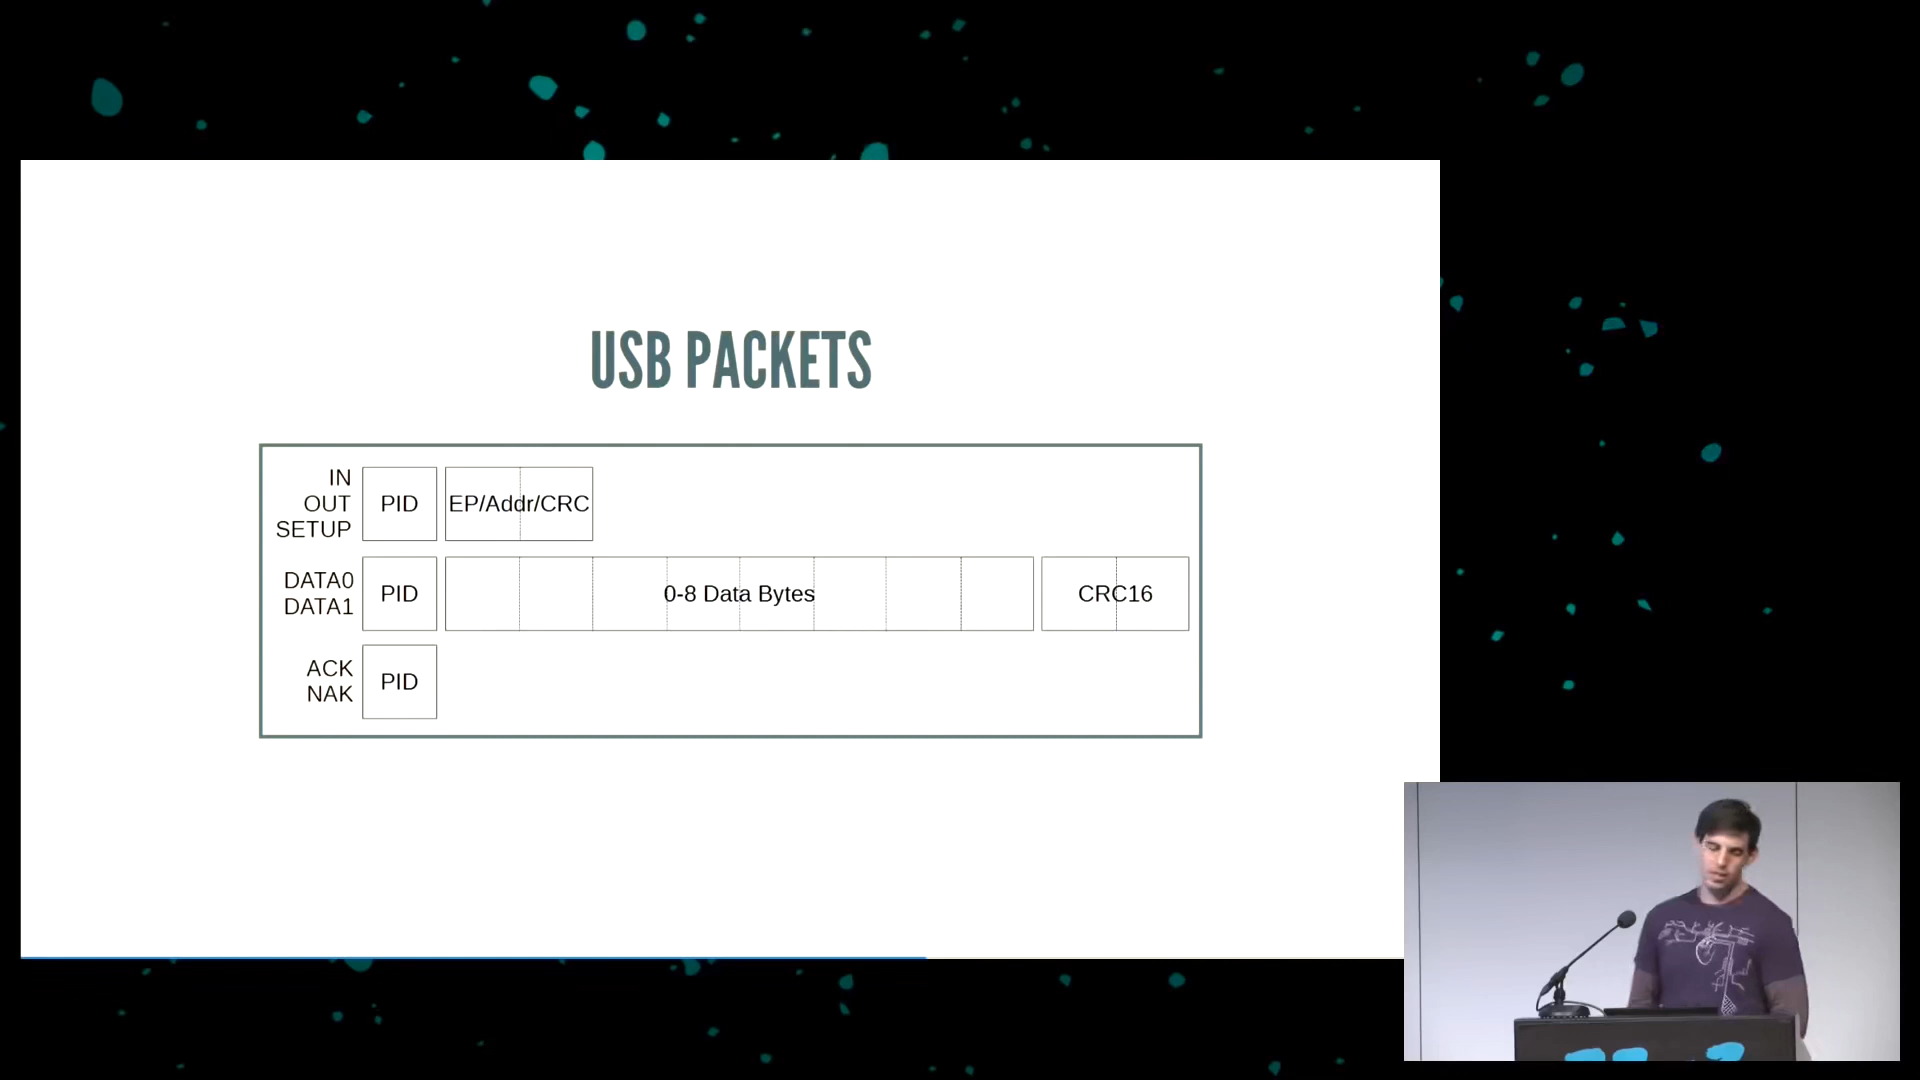 USB PACKETS
IN
OUT
SETUP
PID
EP/Addr/CRC
DATA0
DATA1
PID
0-8 Data Bytes
CRC16
ACK
NAK
PID